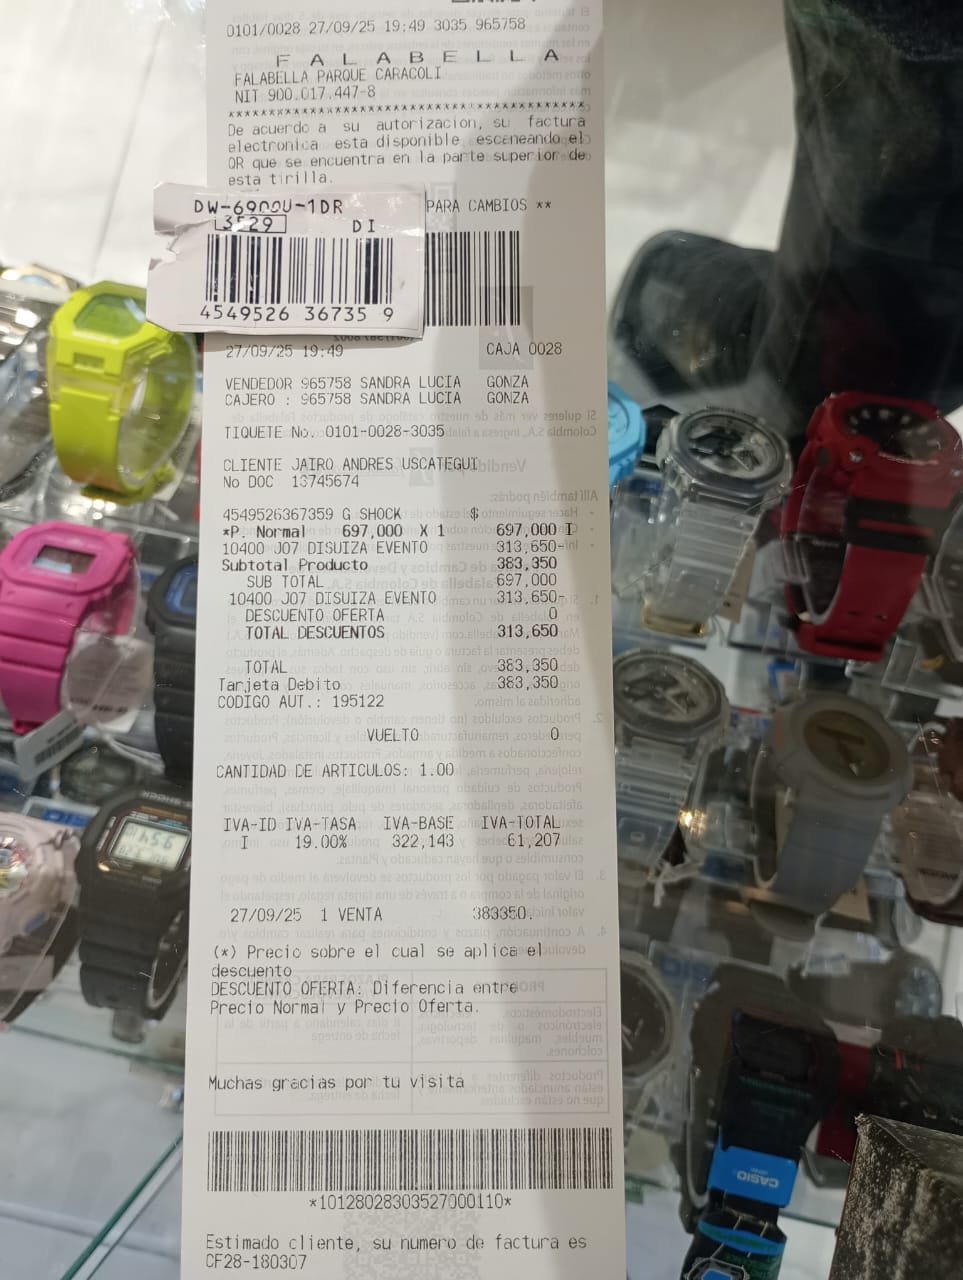 0101/0028 27/09/25 19:49 3035 965758
F A L A B E L L A
FALABELLA PARQUE CARACOLI
NIT 900.017.447-8
****************************************
De acuerdo a su autorizacion, su factura
electronica esta disponible escaneando el
QR que se encuentra en la parte superior de
esta tirilla.
PARA CAMBIOS **
DW-6900U-1DR
3529 DI
4549526 36735 9
27/09/25 19:49 CAJA 0028
VENDEDOR 965758 SANDRA LUCIA GONZA
CAJERO : 965758 SANDRA LUCIA GONZA
TIQUETE No. 0101-0028-3035
CLIENTE JAIRO ANDRES USCATEGUI
No DOC 13745674
4549526367359 G SHOCK $
*P. Normal 697,000 X 1 697,000 I
10400 J07 DISUIZA EVENTO 313,650-
Subtotal Producto 383,350
SUB TOTAL 697,000
10400 J07 DISUIZA EVENTO 313,650-
DESCUENTO OFERTA 0
TOTAL DESCUENTOS 313,650
TOTAL 383,350
Tarjeta Debito 383,350
CODIGO AUT.: 195122
VUELTO 0
CANTIDAD DE ARTICULOS: 1.00
IVA-ID IVA-TASA IVA-BASE IVA-TOTAL
I 19.00% 322,143 61,207
27/09/25 1 VENTA 383350.
(*) Precio sobre el cual se aplica el
descuento
DESCUENTO OFERTA: Diferencia entre
Precio Normal y Precio Oferta.
Muchas gracias por tu visita
*10128028303527000110*
Estimado cliente, su numero de factura es
CF28-180307
CASIO